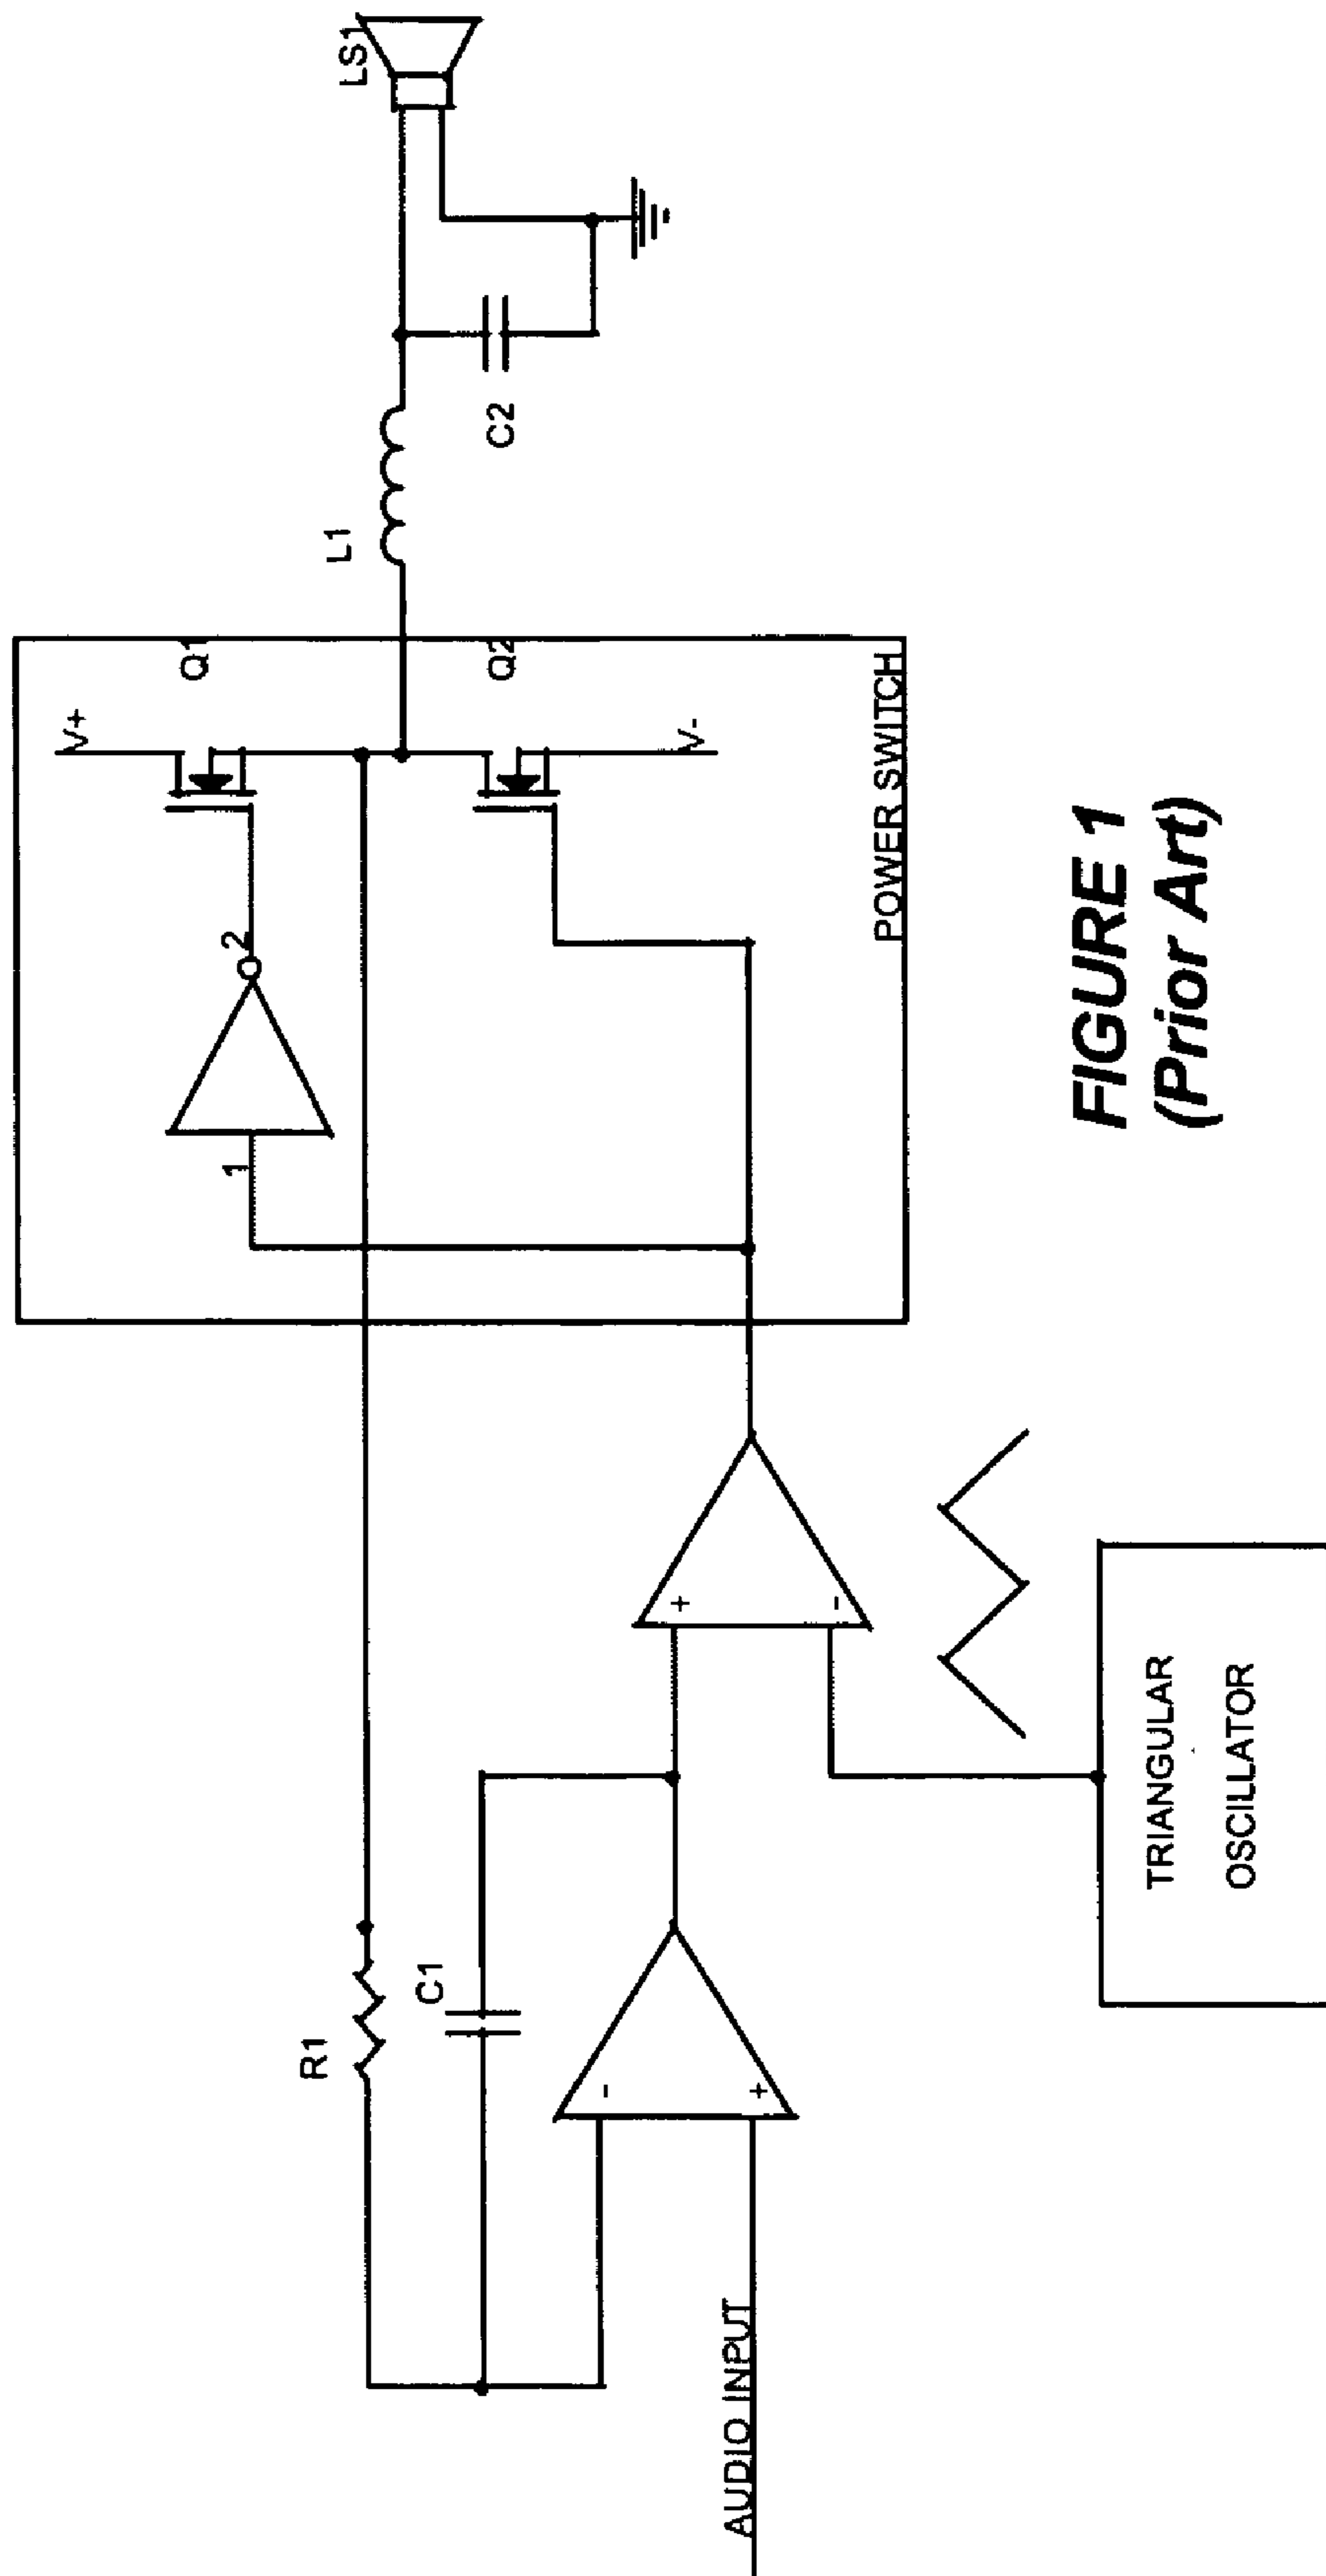 AUDIO INPUT
R1
C1
-
+
TRIANGULAR
OSCILLATOR
+
-
POWER SWITCH
1
2
V+
Q1
Q2
V-
L1
C2
LS1
FIGURE 1
(Prior Art)